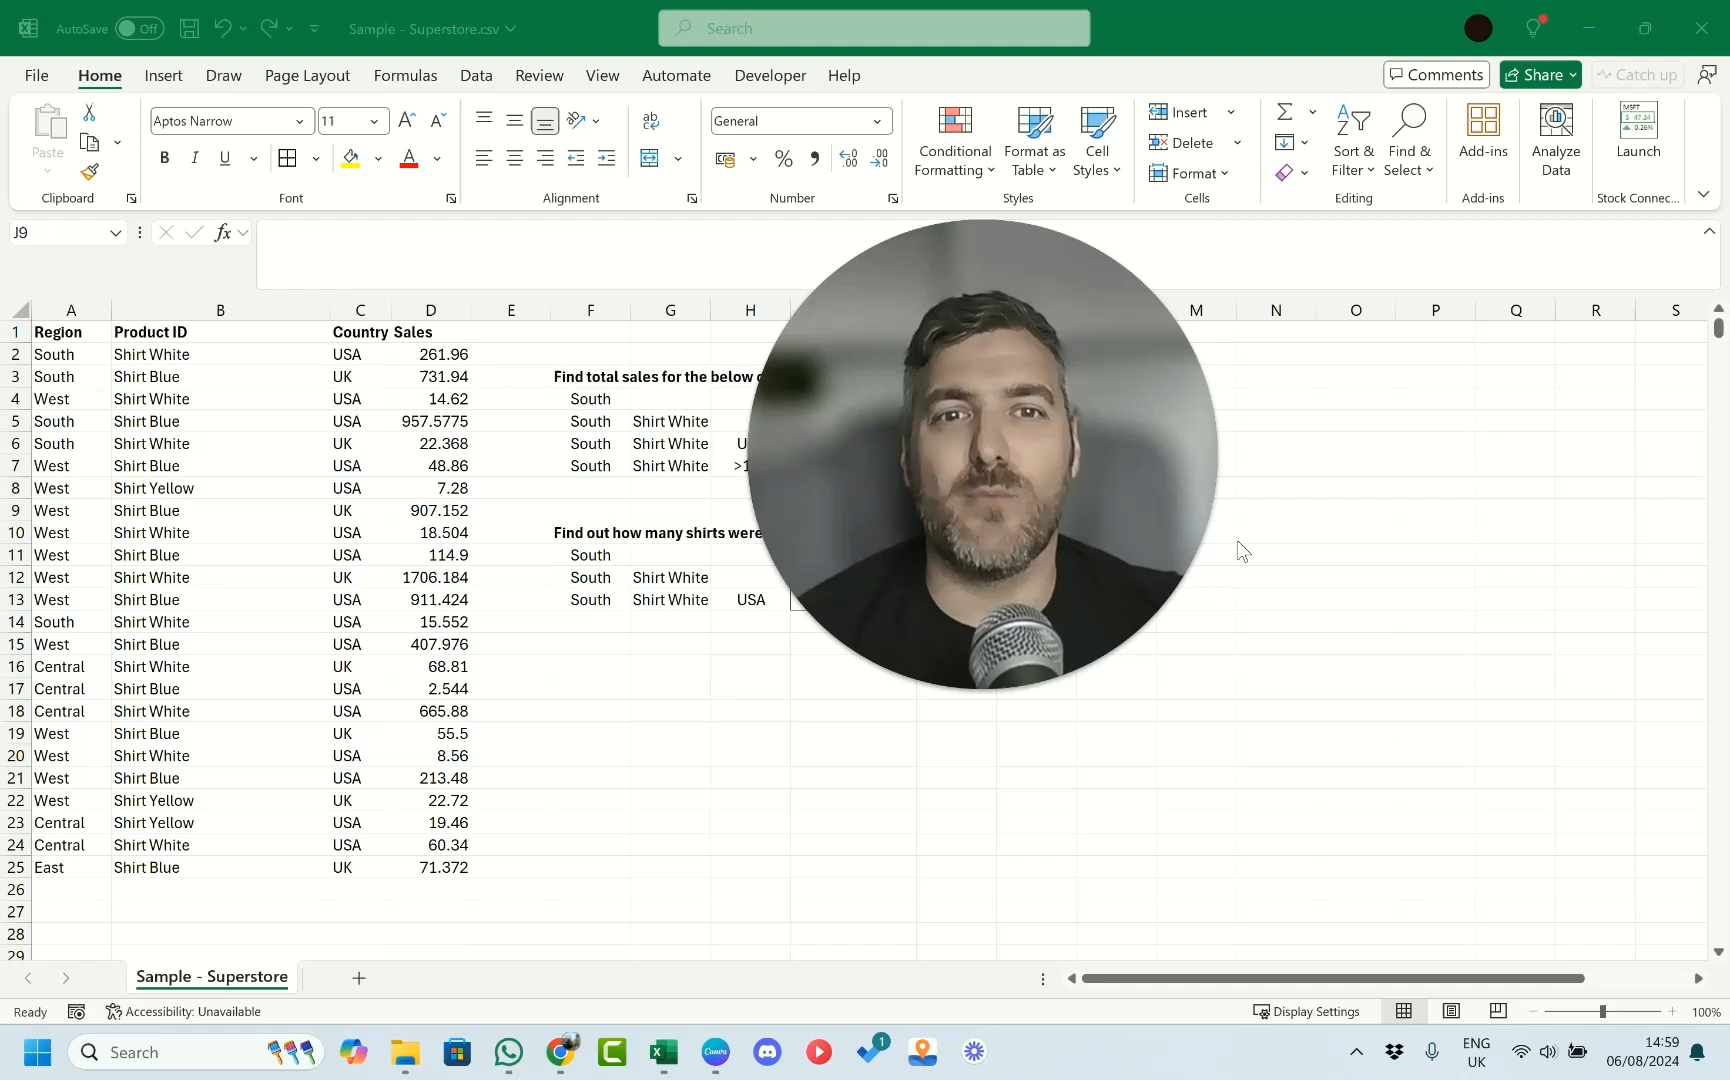 AutoSave Off Sample - Superstore.csv Search
File Home Insert Draw Page Layout Formulas Data Review View Automate Developer Help Comments Share Catch up
Paste
Aptos Narrow 11
General
Conditional Formatting
Format as Table
Cell Styles
Insert
Delete
Format
Sort & Filter
Find & Select
Add-ins
Analyze Data
MSFT
$ 47.24
0.26%
Launch
Clipboard Font Alignment Number Styles Cells Editing Add-ins Stock Connec...
J9 fx
A B C D E F G H M N O P Q R S
1 Region Product ID Country Sales
2 South Shirt White USA 261.96
3 South Shirt Blue UK 731.94 Find total sales for the below
4 West Shirt White USA 14.62 South
5 South Shirt Blue USA 957.5775 South Shirt White
6 South Shirt White UK 22.368 South Shirt White U
7 West Shirt Blue USA 48.86 South Shirt White >1
8 West Shirt Yellow USA 7.28
9 West Shirt Blue UK 907.152
10 West Shirt White USA 18.504 Find out how many shirts were
11 West Shirt Blue USA 114.9 South
12 West Shirt White UK 1706.184 South Shirt White
13 West Shirt Blue USA 911.424 South Shirt White USA
14 South Shirt White USA 15.552
15 West Shirt Blue USA 407.976
16 Central Shirt White UK 68.81
17 Central Shirt Blue USA 2.544
18 Central Shirt White USA 665.88
19 West Shirt Blue UK 55.5
20 West Shirt White USA 8.56
21 West Shirt Blue USA 213.48
22 West Shirt Yellow UK 22.72
23 Central Shirt Yellow USA 19.46
24 Central Shirt White USA 60.34
25 East Shirt Blue UK 71.372
26
27
28
29
Sample - Superstore
Ready Accessibility: Unavailable Display Settings 100%
Search Canva 1 ENG UK 14:59 06/08/2024